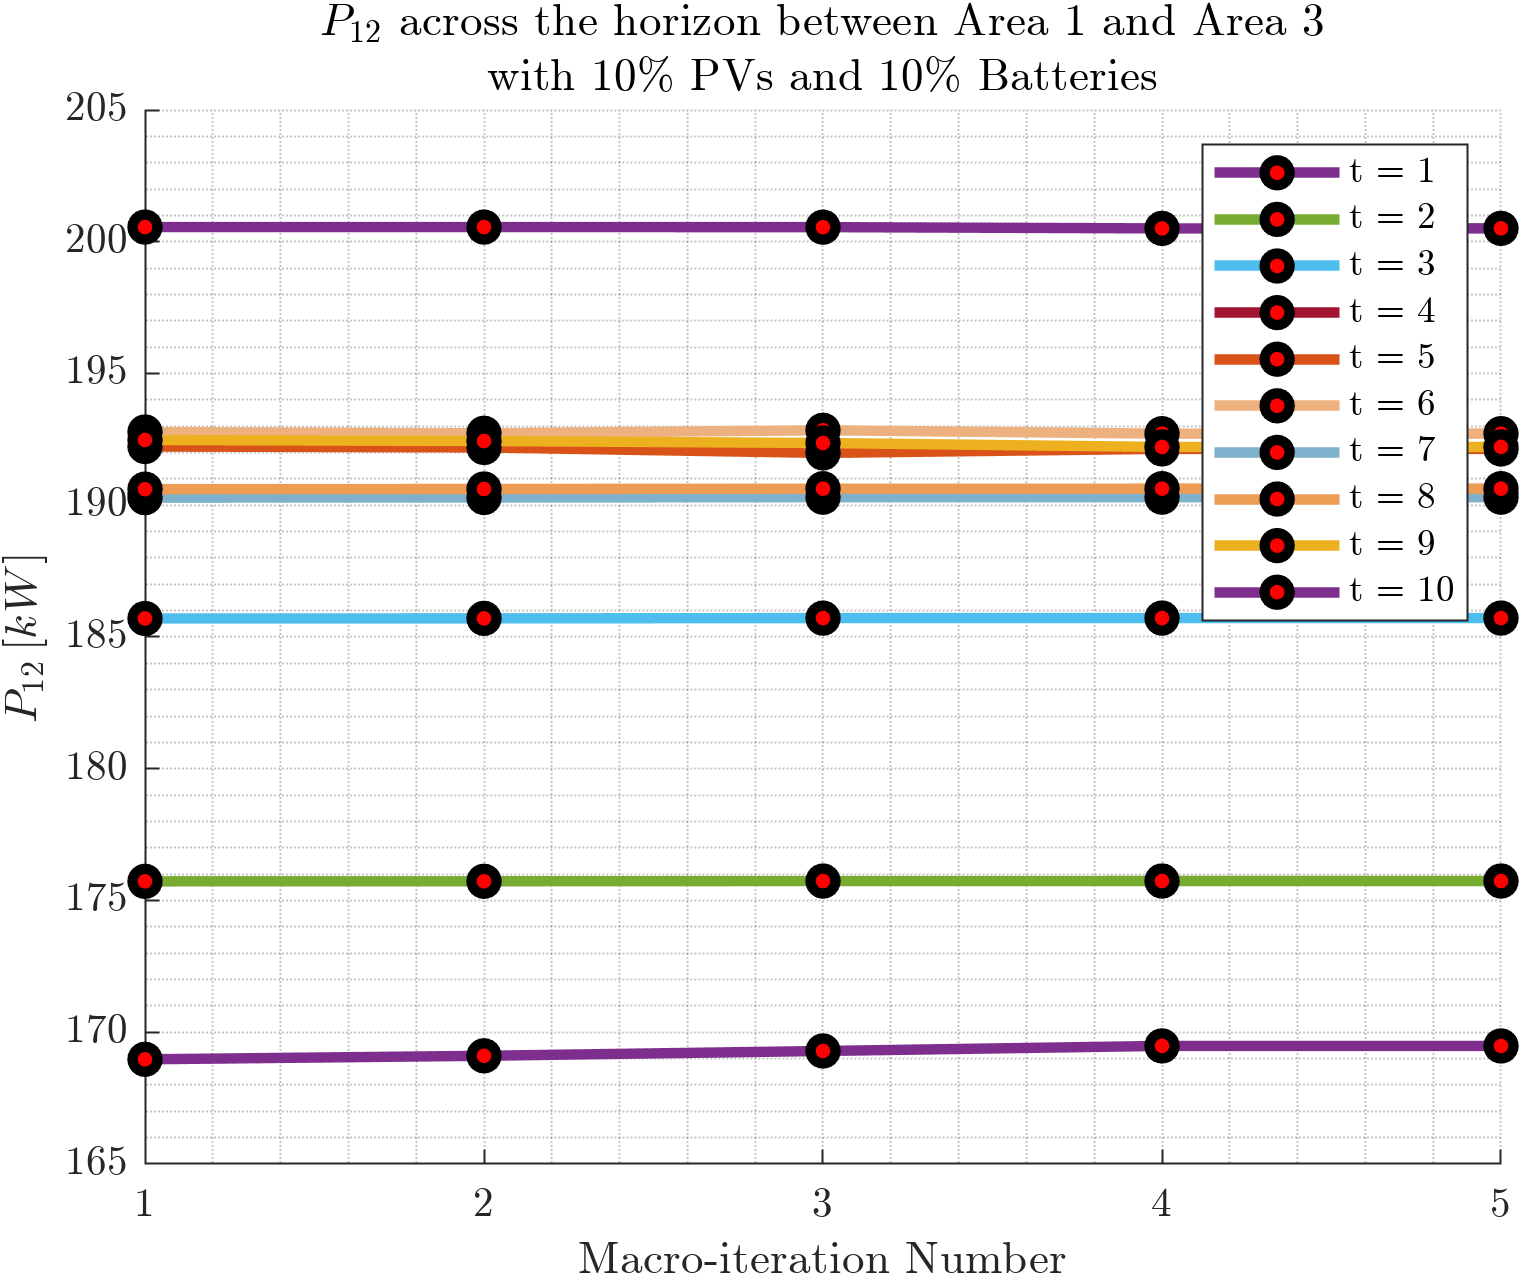 P₁₂ across the horizon between Area 1 and Area 3
with 10% PVs and 10% Batteries
205
200
195
190
185
180
175
170
165
P₁₂ [kW]
t = 1
t = 2
t = 3
t = 4
t = 5
t = 6
t = 7
t = 8
t = 9
t = 10
1 2 3 4 5
Macro-iteration Number